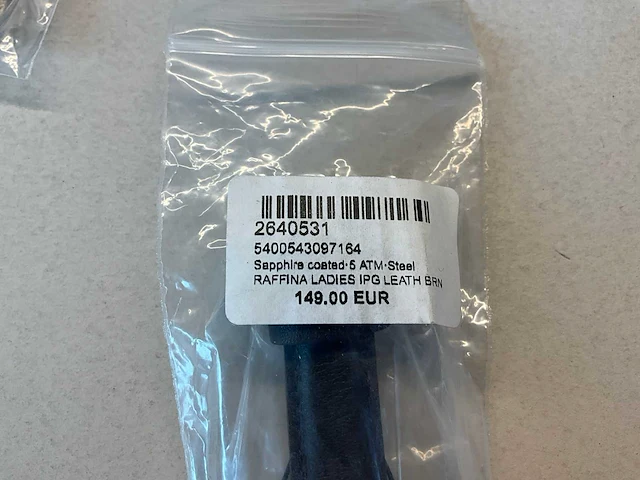 2640531
5400543097164
Sapphire coated·5 ATM·Steel
RAFFINA LADIES IPG LEATH BRN
149.00 EUR